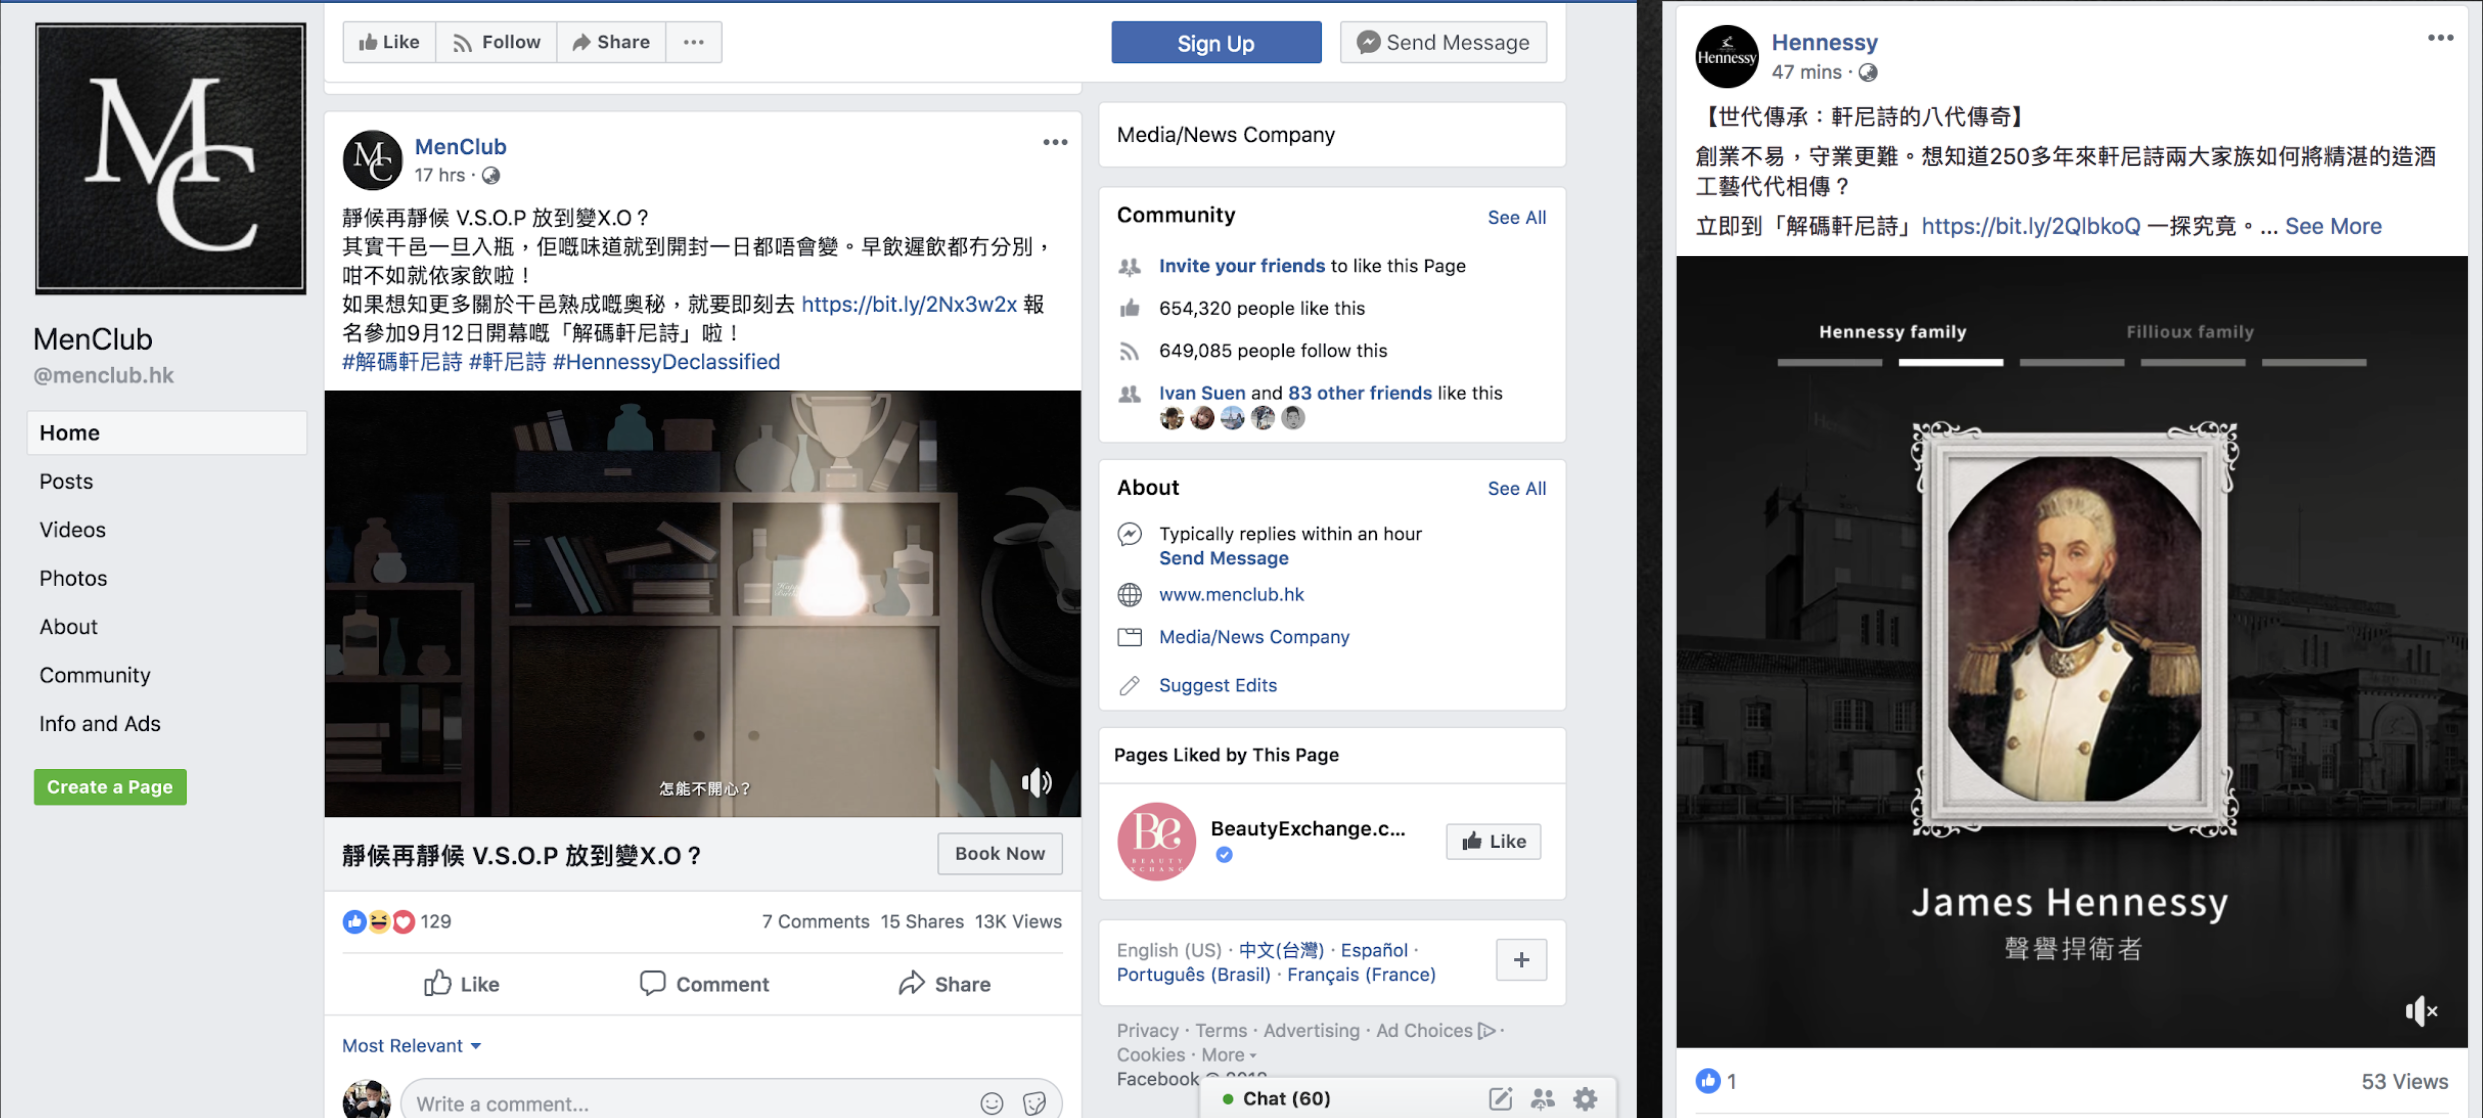 MC
MenClub
@menclub.hk
Home
Posts
Videos
Photos
About
Community
Info and Ads
Create a Page
Like
Follow
Share
Sign Up
Send Message
MC
MenClub
17 hrs ·
靜候再靜候 V.S.O.P 放到變X.O？
其實干邑一旦入瓶，佢嘅味道就到開封一日都唔會變。早飲遲飲都冇分別，
咁不如就依家飲啦！
如果想知更多關於干邑熟成嘅奧秘，就要即刻去 https://bit.ly/2Nx3w2x 報
名參加9月12日開幕嘅「解碼軒尼詩」啦！
#解碼軒尼詩 #軒尼詩 #HennessyDeclassified
怎能不開心?
靜候再靜候 V.S.O.P 放到變X.O？
Book Now
129
7 Comments 15 Shares 13K Views
Like
Comment
Share
Most Relevant
Write a comment...
Media/News Company
Community
See All
Invite your friends to like this Page
654,320 people like this
649,085 people follow this
Ivan Suen and 83 other friends like this
About
See All
Typically replies within an hour
Send Message
www.menclub.hk
Media/News Company
Suggest Edits
Pages Liked by This Page
Be
BEAUTY
BeautyExchange.c...
Like
English (US) · 中文(台灣) · Español ·
Português (Brasil) · Français (France)
+
Privacy · Terms · Advertising · Ad Choices ·
Cookies · More
Facebook
Chat (60)
Hennessy
Hennessy
47 mins ·
【世代傳承：軒尼詩的八代傳奇】
創業不易，守業更難。想知道250多年來軒尼詩兩大家族如何將精湛的造酒
工藝代代相傳？
立即到「解碼軒尼詩」https://bit.ly/2QlbkoQ 一探究竟。... See More
Hennessy family
Fillioux family
James Hennessy
聲譽捍衛者
1
53 Views